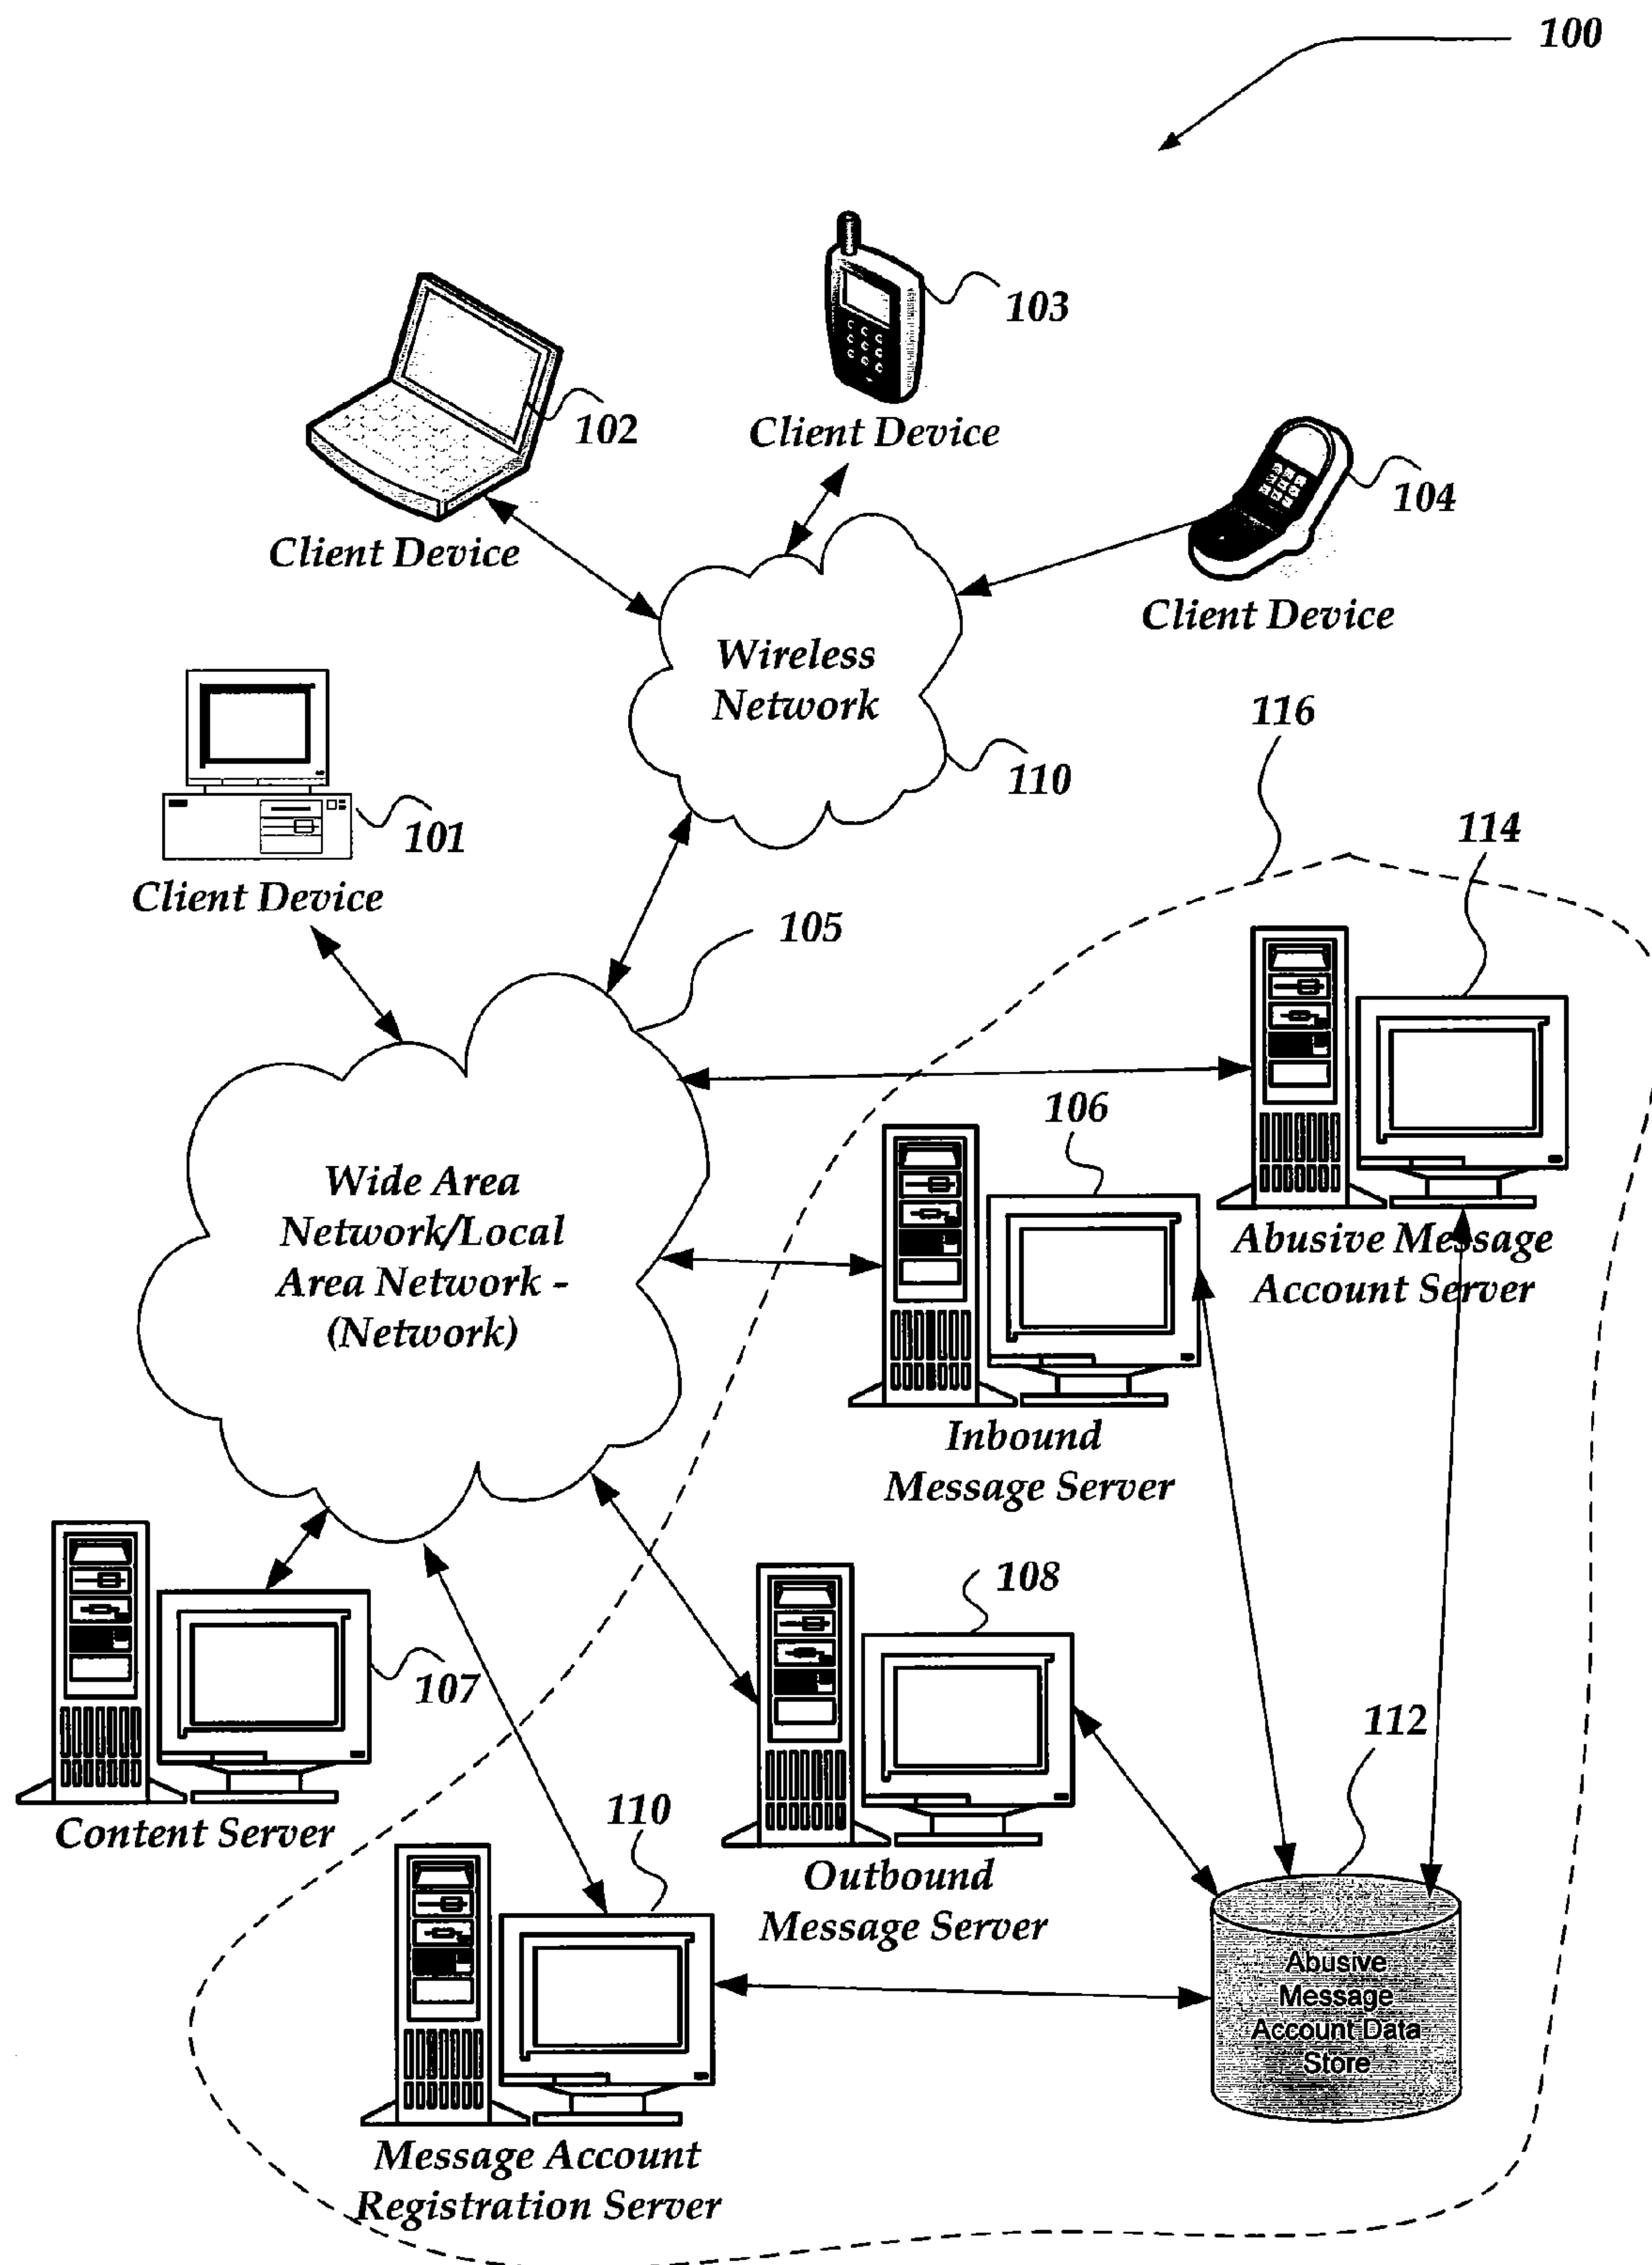 100
103
102
Client Device
104
Client Device
Client Device
Wireless
Network
116
110
114
101
Client Device
105
106
Wide Area
Network/Local
Area Network -
(Network)
Abusive Message
Account Server
Inbound
Message Server
108
107
112
110
Content Server
Outbound
Message Server
Abusive
Message
Account Data
Store
Message Account
Registration Server